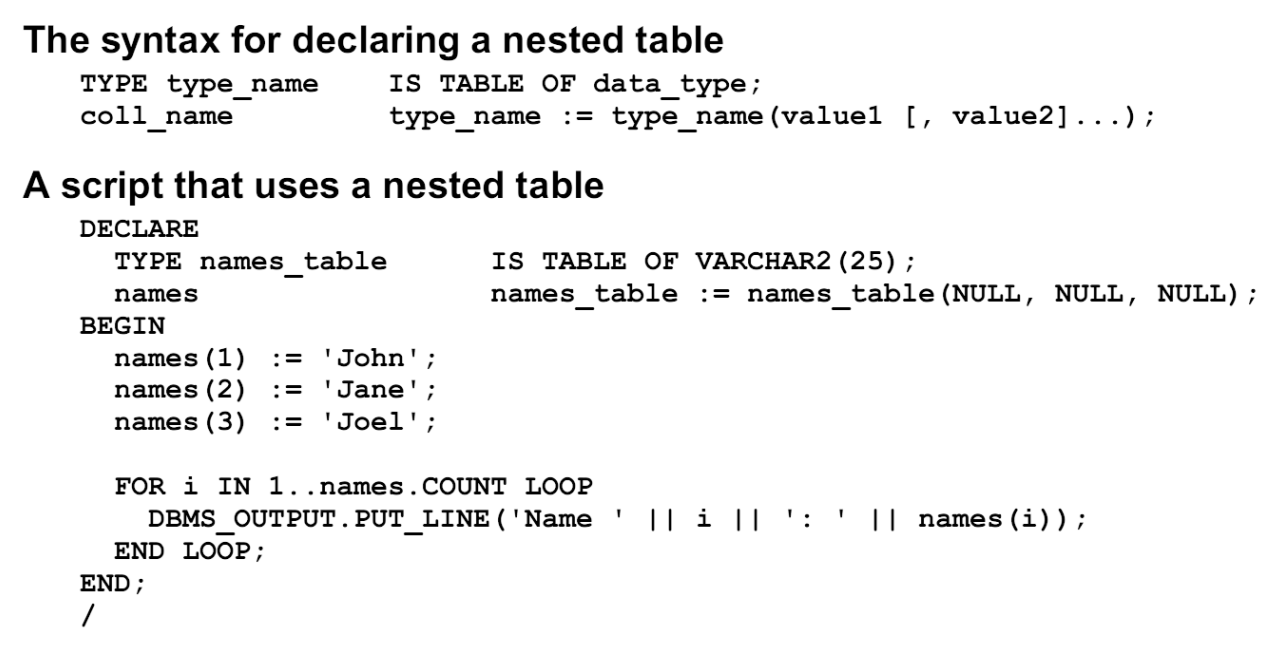 The syntax for declaring a nested table
TYPE type_name    IS TABLE OF data_type;
coll_name         type_name := type_name(value1 [, value2]...);
A script that uses a nested table
DECLARE
  TYPE names_table      IS TABLE OF VARCHAR2(25);
  names                 names_table := names_table(NULL, NULL, NULL);
BEGIN
  names(1) := 'John';
  names(2) := 'Jane';
  names(3) := 'Joel';
  FOR i IN 1..names.COUNT LOOP
    DBMS_OUTPUT.PUT_LINE('Name ' || i || ': ' || names(i));
  END LOOP;
END;
/